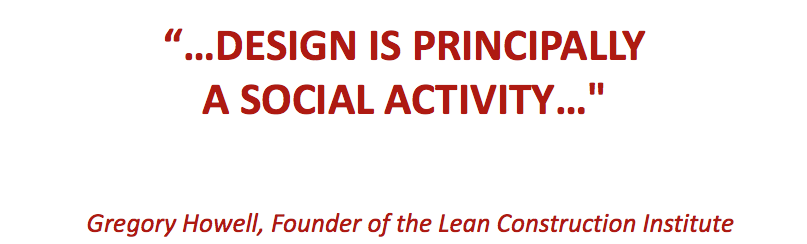 “…DESIGN IS PRINCIPALLY
A SOCIAL ACTIVITY…"
Gregory Howell, Founder of the Lean Construction Institute